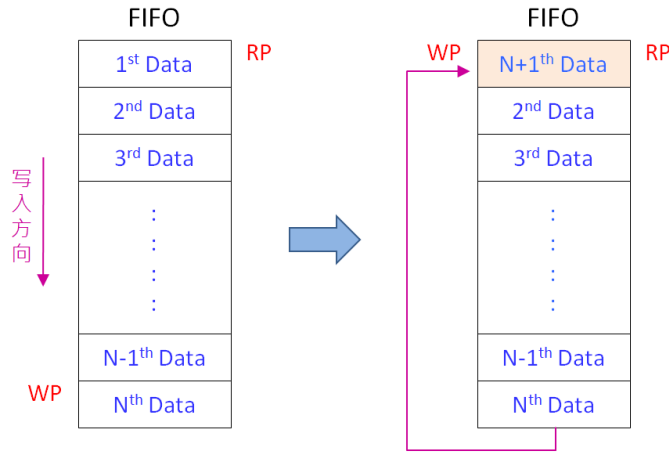 FIFO
1st Data
RP
2nd Data
3rd Data
写入方向
N-1th Data
WP
Nth Data
FIFO
WP
N+1th Data
RP
2nd Data
3rd Data
N-1th Data
Nth Data